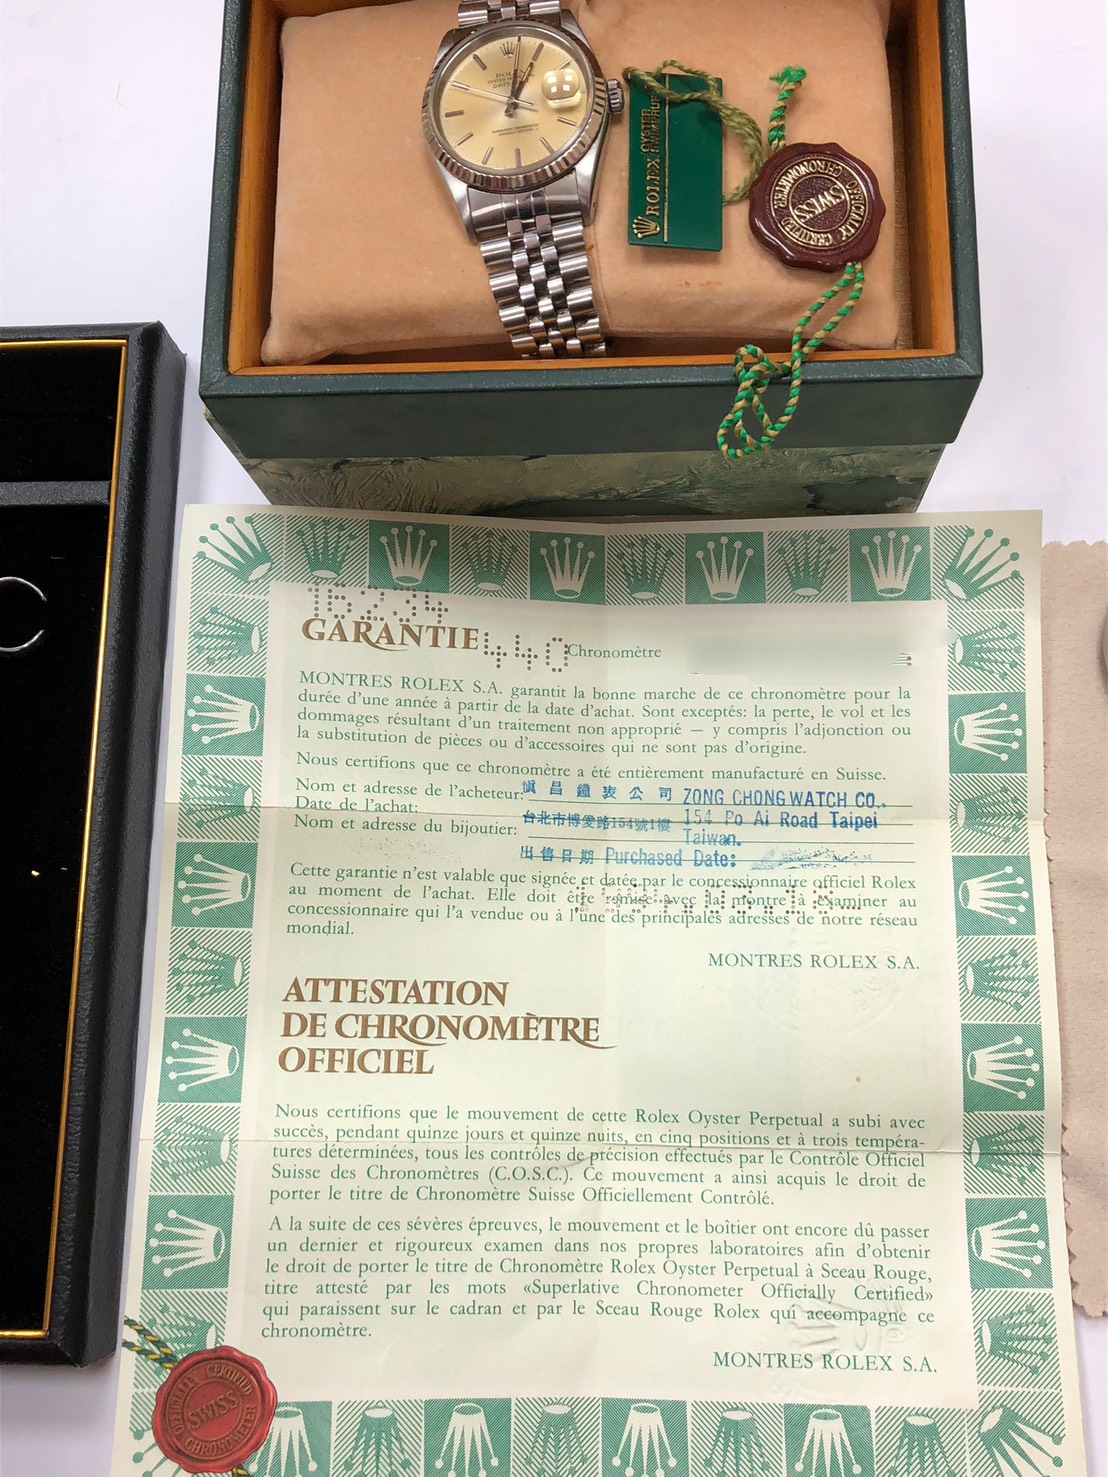 ROLEX
ROLEX
OYSTER
SWIMPRUF
OFFICIALLY CERTIFIED CHRONOMETER
SWISS
16234
GARANTIE 440 Chronomètre
MONTRES ROLEX S.A. garantit la bonne marche de ce chronomètre pour la
durée d'une année à partir de la date d'achat. Sont exceptés: la perte, le vol et les
dommages résultant d'un traitement non approprié — y compris l'adjonction ou
la substitution de pièces ou d'accessoires qui ne sont pas d'origine.
Nous certifions que ce chronomètre a été entièrement manufacturé en Suisse.
Nom et adresse de l'acheteur: 慎昌鐘表公司 ZONG CHONG WATCH CO.,
Date de l'achat: 台北市博愛路154號1樓 154 Po Ai Road Taipei
Nom et adresse du bijoutier: Taiwan.
出售日期 Purchased Date:
Cette garantie n'est valable que signée et datée par le concessionnaire officiel Rolex
au moment de l'achat. Elle doit être remise avec la montre à examiner au
concessionnaire qui l'a vendue ou à l'une des principales adresses de notre réseau
mondial.
MONTRES ROLEX S.A.
ATTESTATION
DE CHRONOMÈTRE
OFFICIEL
Nous certifions que le mouvement de cette Rolex Oyster Perpetual a subi avec
succès, pendant quinze jours et quinze nuits, en cinq positions et à trois tempéra-
tures déterminées, tous les contrôles de précision effectués par le Contrôle Officiel
Suisse des Chronomètres (C.O.S.C.). Ce mouvement a ainsi acquis le droit de
porter le titre de Chronomètre Suisse Officiellement Contrôlé.
A la suite de ces sévères épreuves, le mouvement et le boîtier ont encore dû passer
un dernier et rigoureux examen dans nos propres laboratoires afin d'obtenir
le droit de porter le titre de Chronomètre Rolex Oyster Perpetual à Sceau Rouge,
titre attesté par les mots «Superlative Chronometer Officially Certified»
qui paraissent sur le cadran et par le Sceau Rouge Rolex qui accompagne ce
chronomètre.
MONTRES ROLEX S.A.
OFFICIALLY CERTIFIED
SWISS
CHRONOMETER